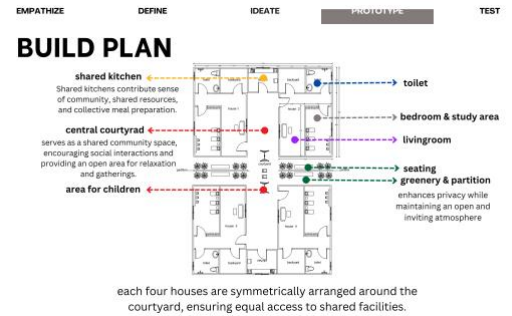 EMPATHIZE DEFINE IDEATE PROTOTYPE TEST
BUILD PLAN
shared kitchen
Shared kitchens contribute sense
of community, shared resources,
and collective meal preparation.
central courtyrad
serves as a shared community space,
encouraging social interactions and
providing an open area for relaxation
and gatherings.
area for children
toilet
bedroom & study area
livingroom
seating
greenery & partition
enhances privacy while
maintaining an open and
inviting atmosphere
each four houses are symmetrically arranged around the
courtyard, ensuring equal access to shared facilities.